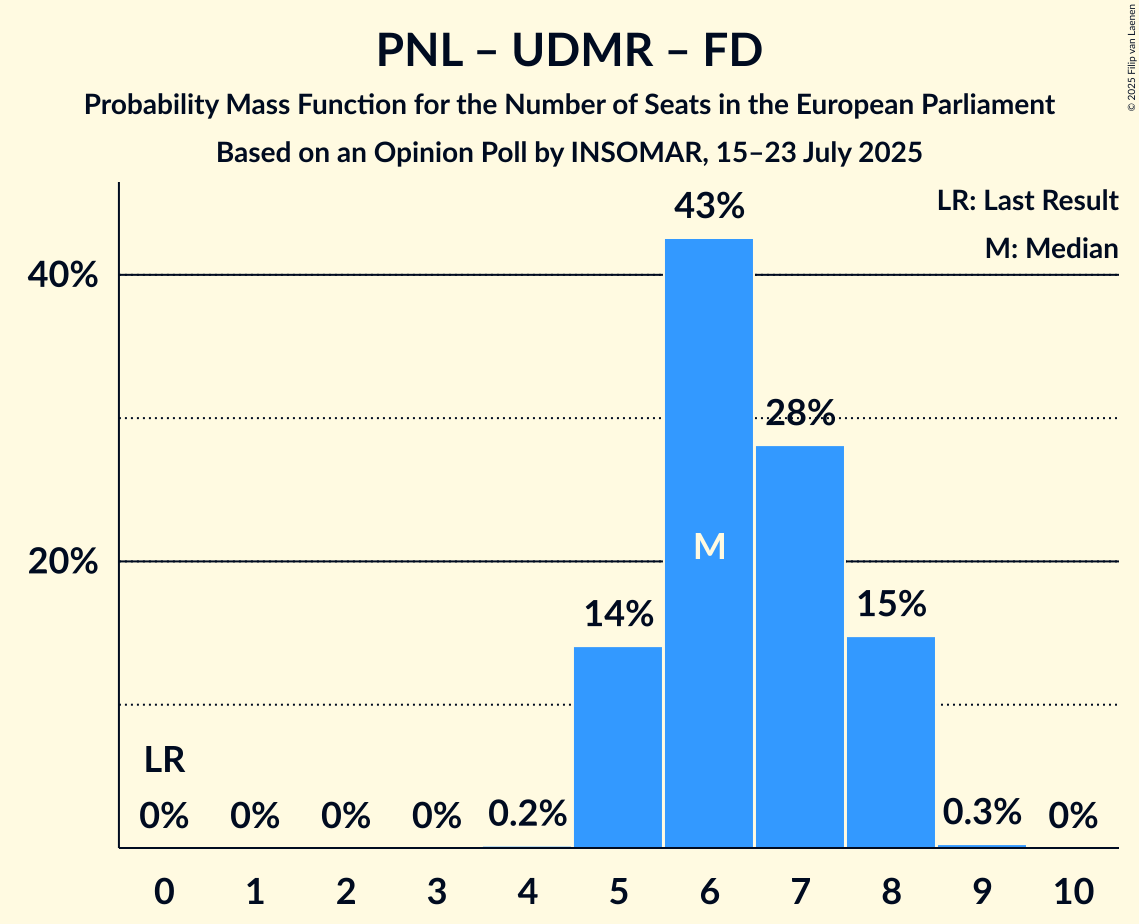 PNL – UDMR – FD
Probability Mass Function for the Number of Seats in the European Parliament
Based on an Opinion Poll by INSOMAR, 15–23 July 2025
© 2025 Filip van Laenen
LR: Last Result
M: Median
43%
40%
28%
M
20%
14%
15%
LR
0%
0%
0%
0%
0.2%
0.3%
0%
0 1 2 3 4 5 6 7 8 9 10